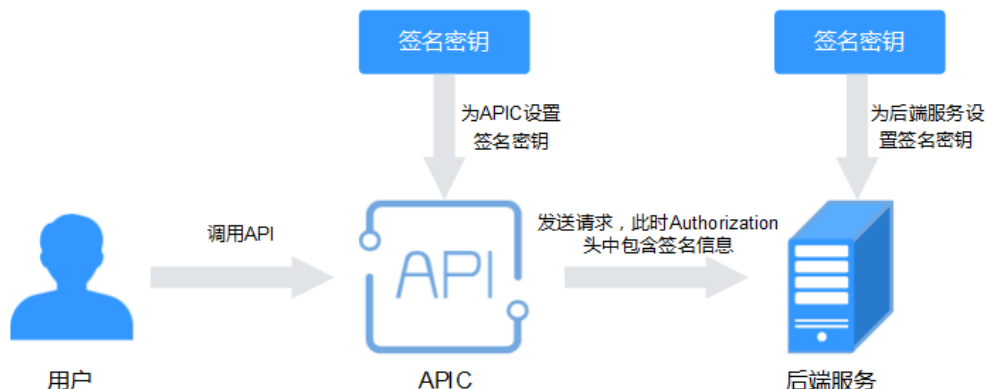 签名密钥
签名密钥
为APIC设置
签名密钥
为后端服务设
置签名密钥
调用API
发送请求，此时Authorization
头中包含签名信息
API
用户
APIC
后端服务